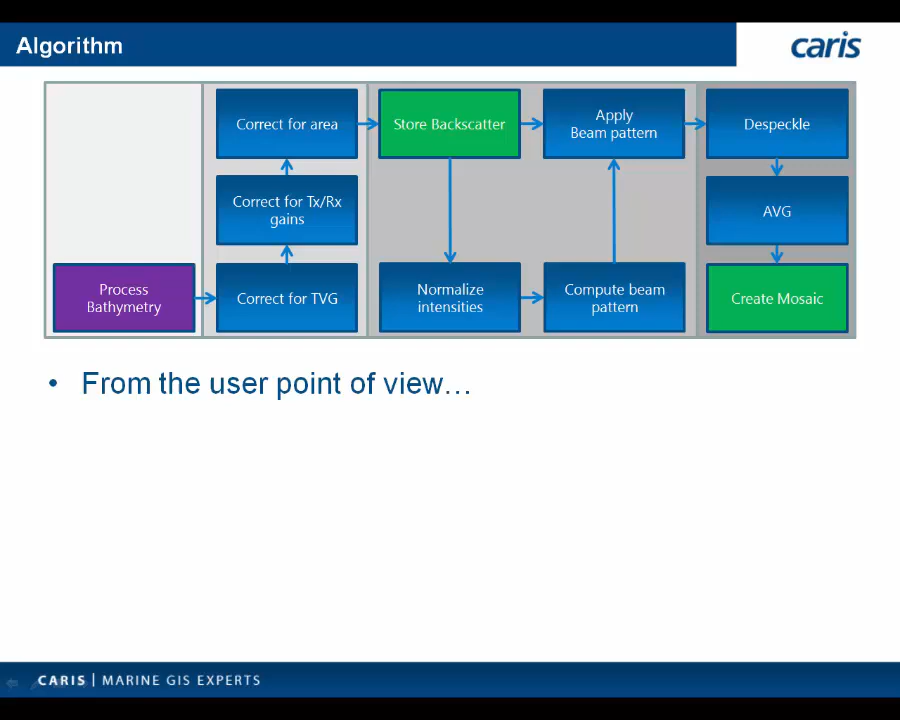 Algorithm
caris
Correct for area
Store Backscatter
Apply
Beam pattern
Despeckle
Correct for Tx/Rx
gains
AVG
Process
Bathymetry
Correct for TVG
Normalize
intensities
Compute beam
pattern
Create Mosaic
• From the user point of view…
CARIS | MARINE GIS EXPERTS